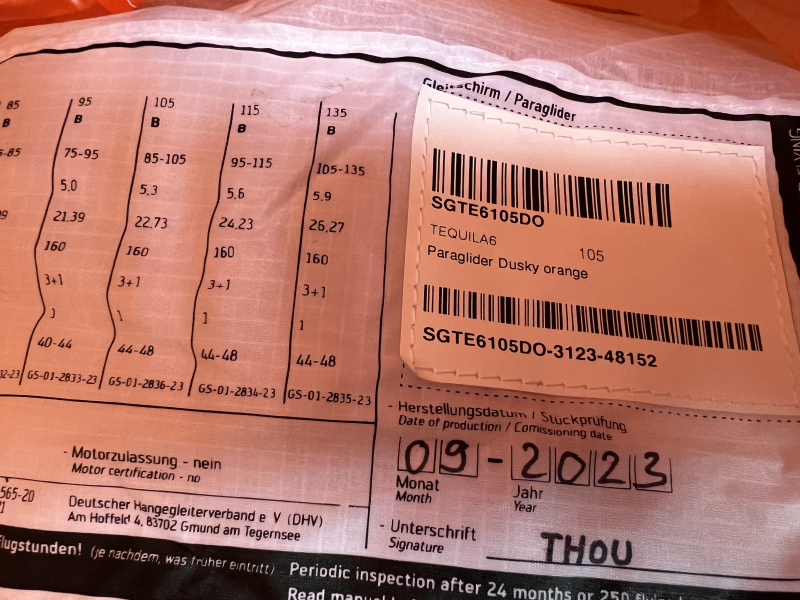 85 95 105 115 135
B B B B B
75-95 85-105 95-115 105-135
5,0 5.3 5,6 5.9
21,39 22,73 24,23 26,27
160 160 160 160
3+1 3+1 3+1 3+1
1 1 1 1
40-44 44-48 44-48 44-48
GS-01-2833-23 GS-01-2836-23 GS-01-2834-23 GS-01-2835-23
- Motorzulassung - nein
Motor certification - no
565-20
Deutscher Hangegleiterverband e V (DHV)
Am Hoffeld 4, 83702 Gmund am Tegernsee
/ Paraglider
SGTE6105DO
TEQUILA6 105
Paraglider Dusky orange
SGTE6105DO-3123-48152
- Herstellungsdatum / Stückprüfung
Date of production / Comissioning date
09-2023
Monat Jahr
Month Year
- Unterschrift
Signature
THOU
flugstunden! (je nachdem, was früher eintritt)
Periodic inspection after 24 months or 250
Read manual